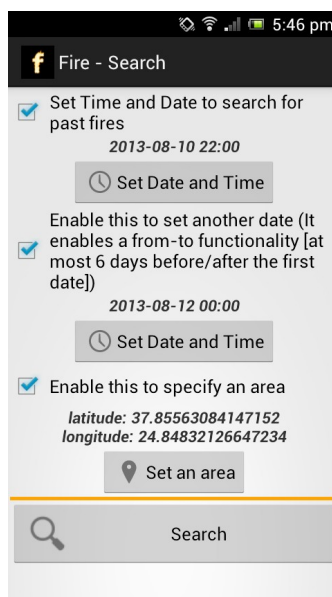 5:46 pm
f Fire - Search
Set Time and Date to search for
past fires
2013-08-10 22:00
Set Date and Time
Enable this to set another date (It
enables a from-to functionality [at
most 6 days before/after the first
date])
2013-08-12 00:00
Set Date and Time
Enable this to specify an area
latitude: 37.85563084147152
longitude: 24.84832126647234
Set an area
Search